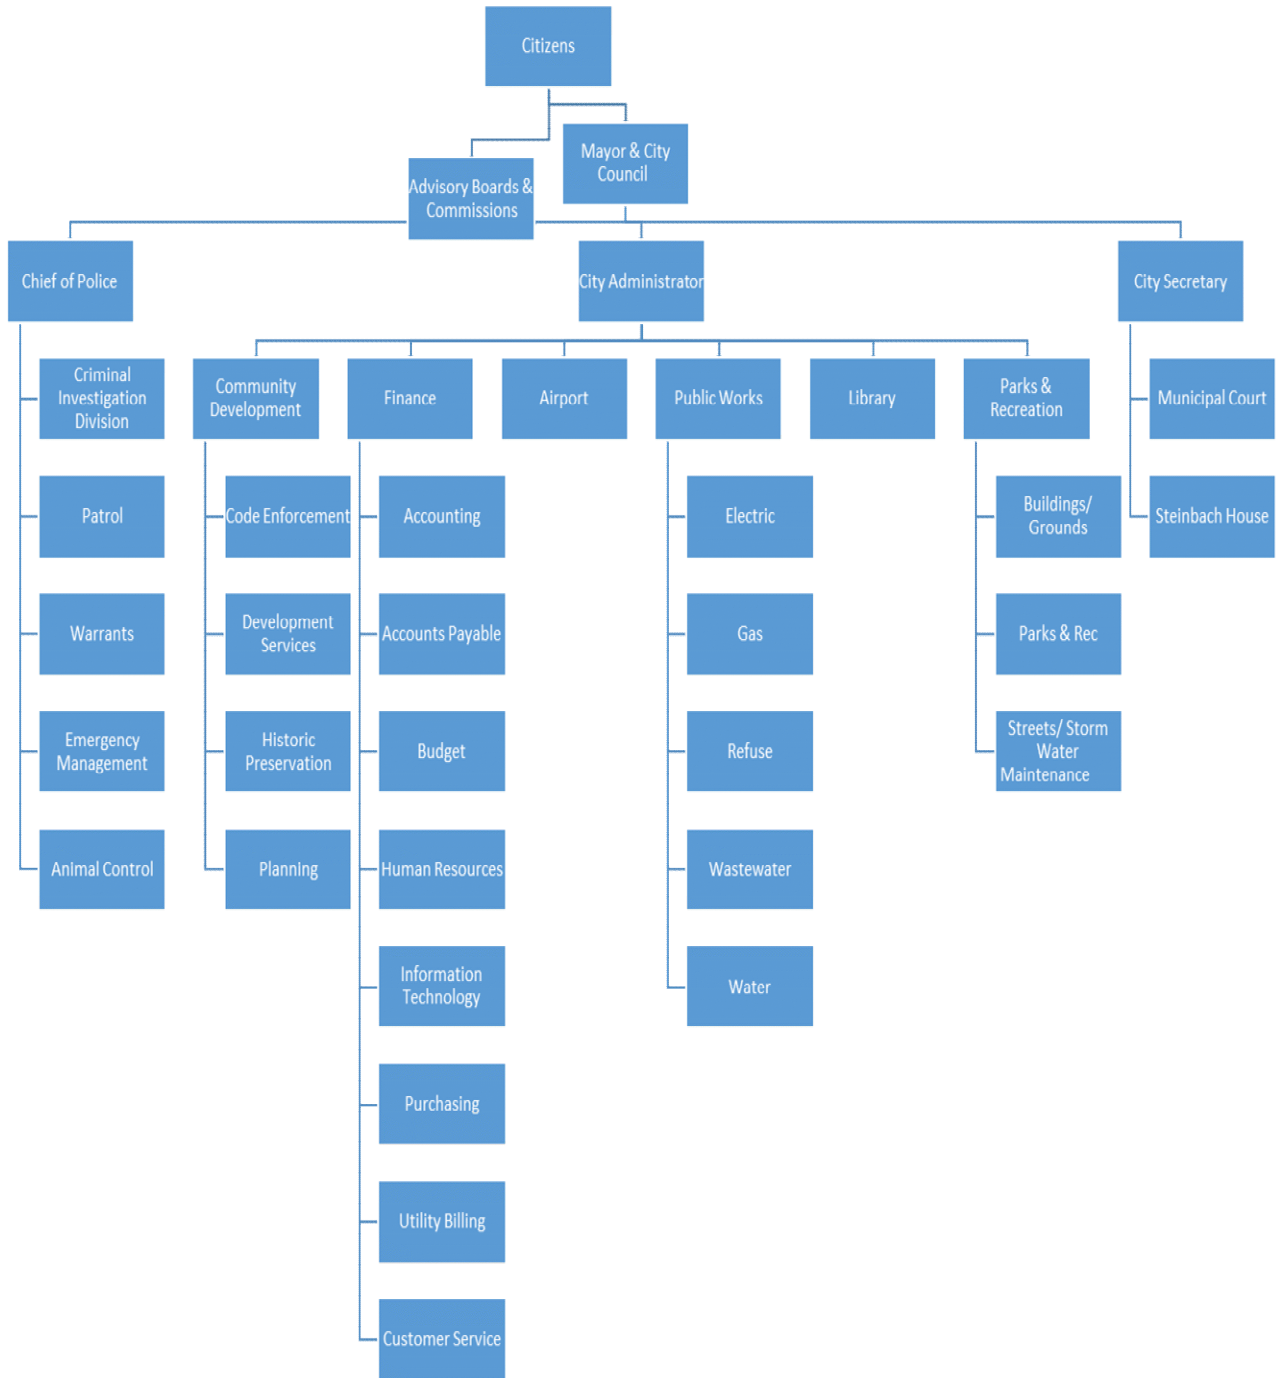 Citizens
Mayor & City
Council
Advisory Boards &
Commissions
Chief of Police
City Administrator
City Secretary
Criminal
Investigation
Division
Community
Development
Finance
Airport
Public Works
Library
Parks &
Recreation
Municipal Court
Patrol
Code Enforcement
Accounting
Electric
Buildings/
Grounds
Steinbach House
Warrants
Development
Services
Accounts Payable
Gas
Parks & Rec
Emergency
Management
Historic
Preservation
Budget
Refuse
Streets/ Storm
Water
Maintenance
Animal Control
Planning
Human Resources
Wastewater
Information
Technology
Water
Purchasing
Utility Billing
Customer Service